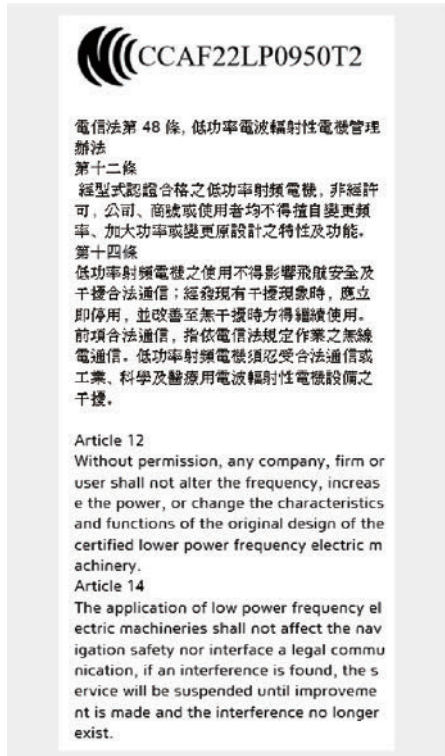 CCAF22LP0950T2
電信法第 48 條, 低功率電波輻射性電機管理
辦法
第十二條
經型式認證合格之低功率射頻電機, 非經許
可, 公司、商號或使用者均不得擅自變更頻
率、加大功率或變更原設計之特性及功能。
第十四條
低功率射頻電機之使用不得影響飛航安全及
干擾合法通信；經發現有干擾現象時, 應立
即停用, 並改善至無干擾時方得繼續使用。
前項合法通信, 指依電信法規定作業之無線
電通信。低功率射頻電機須忍受合法通信或
工業、科學及醫療用電波輻射性電機設備之
干擾。
Article 12
Without permission, any company, firm or
user shall not alter the frequency, increas
e the power, or change the characteristics
and functions of the original design of the
certified lower power frequency electric m
achinery.
Article 14
The application of low power frequency el
ectric machineries shall not affect the nav
igation safety nor interface a legal commu
nication, if an interference is found, the s
ervice will be suspended until improveme
nt is made and the interference no longer
exist.